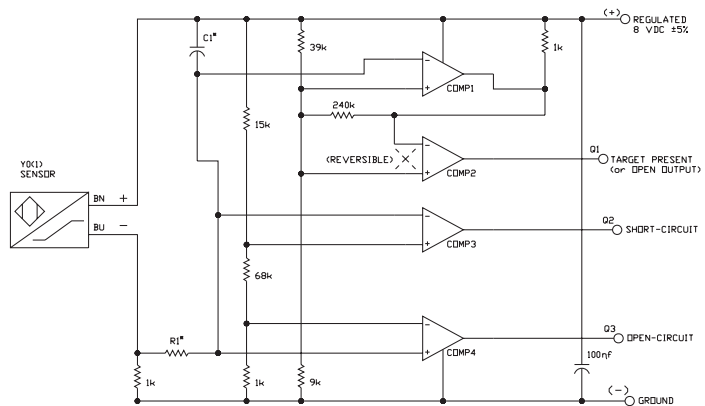 (+)
REGULATED
8 VDC ±5%
C1*
39k
1k
COMP1
240k
15k
(REVERSIBLE)
COMP2
Q1
TARGET PRESENT
(or OPEN OUTPUT)
Y0(1)
SENSOR
BN +
BU −
COMP3
Q2
SHORT-CIRCUIT
68k
R1*
COMP4
Q3
OPEN-CIRCUIT
100nf
1k
1k
9k
(-)
GROUND